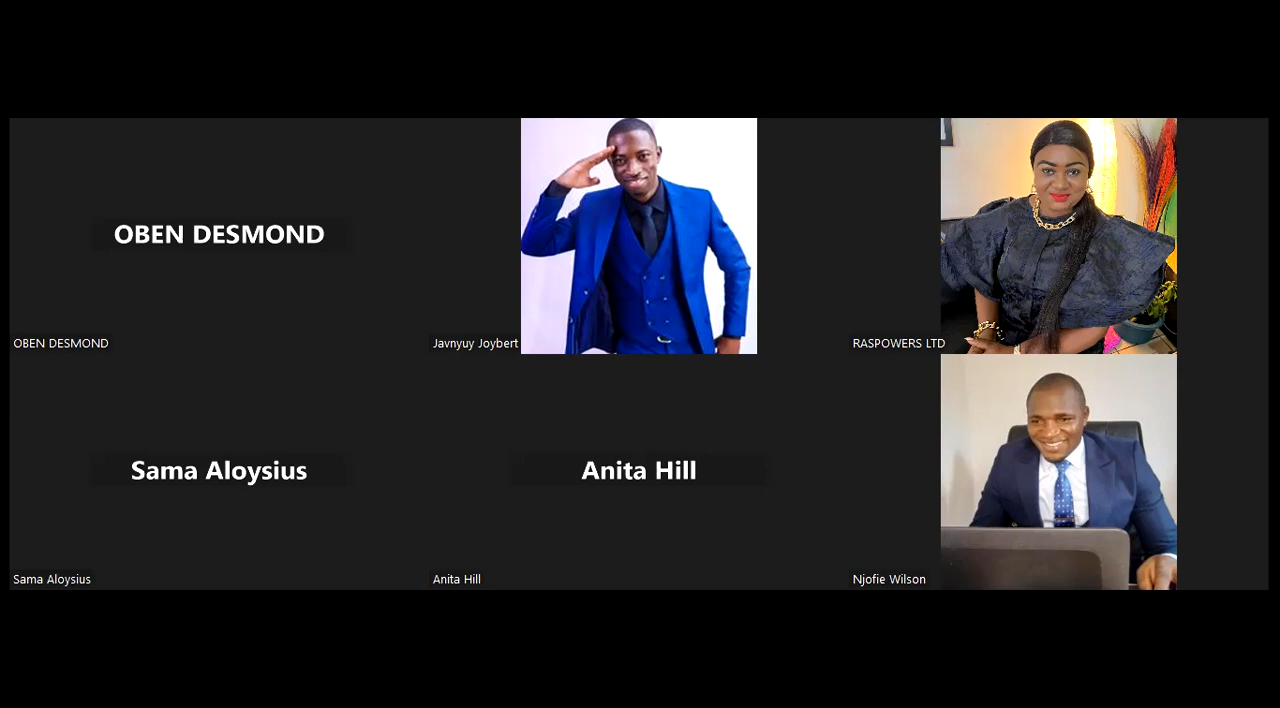 OBEN DESMOND
OBEN DESMOND
Javnyuy Joybert
RASPOWERS LTD
Sama Aloysius
Anita Hill
Sama Aloysius
Anita Hill
Njofie Wilson